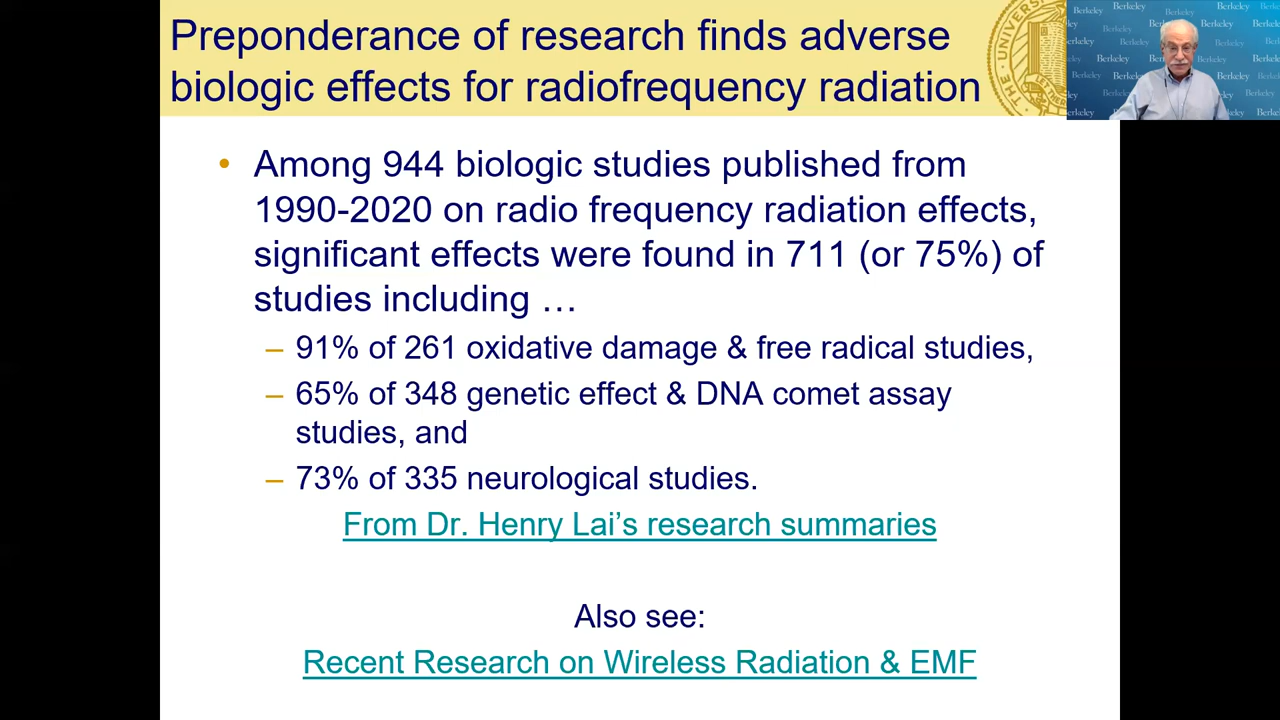 Preponderance of research finds adverse
biologic effects for radiofrequency radiation
• Among 944 biologic studies published from
1990-2020 on radio frequency radiation effects,
significant effects were found in 711 (or 75%) of
studies including …
– 91% of 261 oxidative damage & free radical studies,
– 65% of 348 genetic effect & DNA comet assay
studies, and
– 73% of 335 neurological studies.
From Dr. Henry Lai’s research summaries
Also see:
Recent Research on Wireless Radiation & EMF
THE · UNIVERS
Berkeley